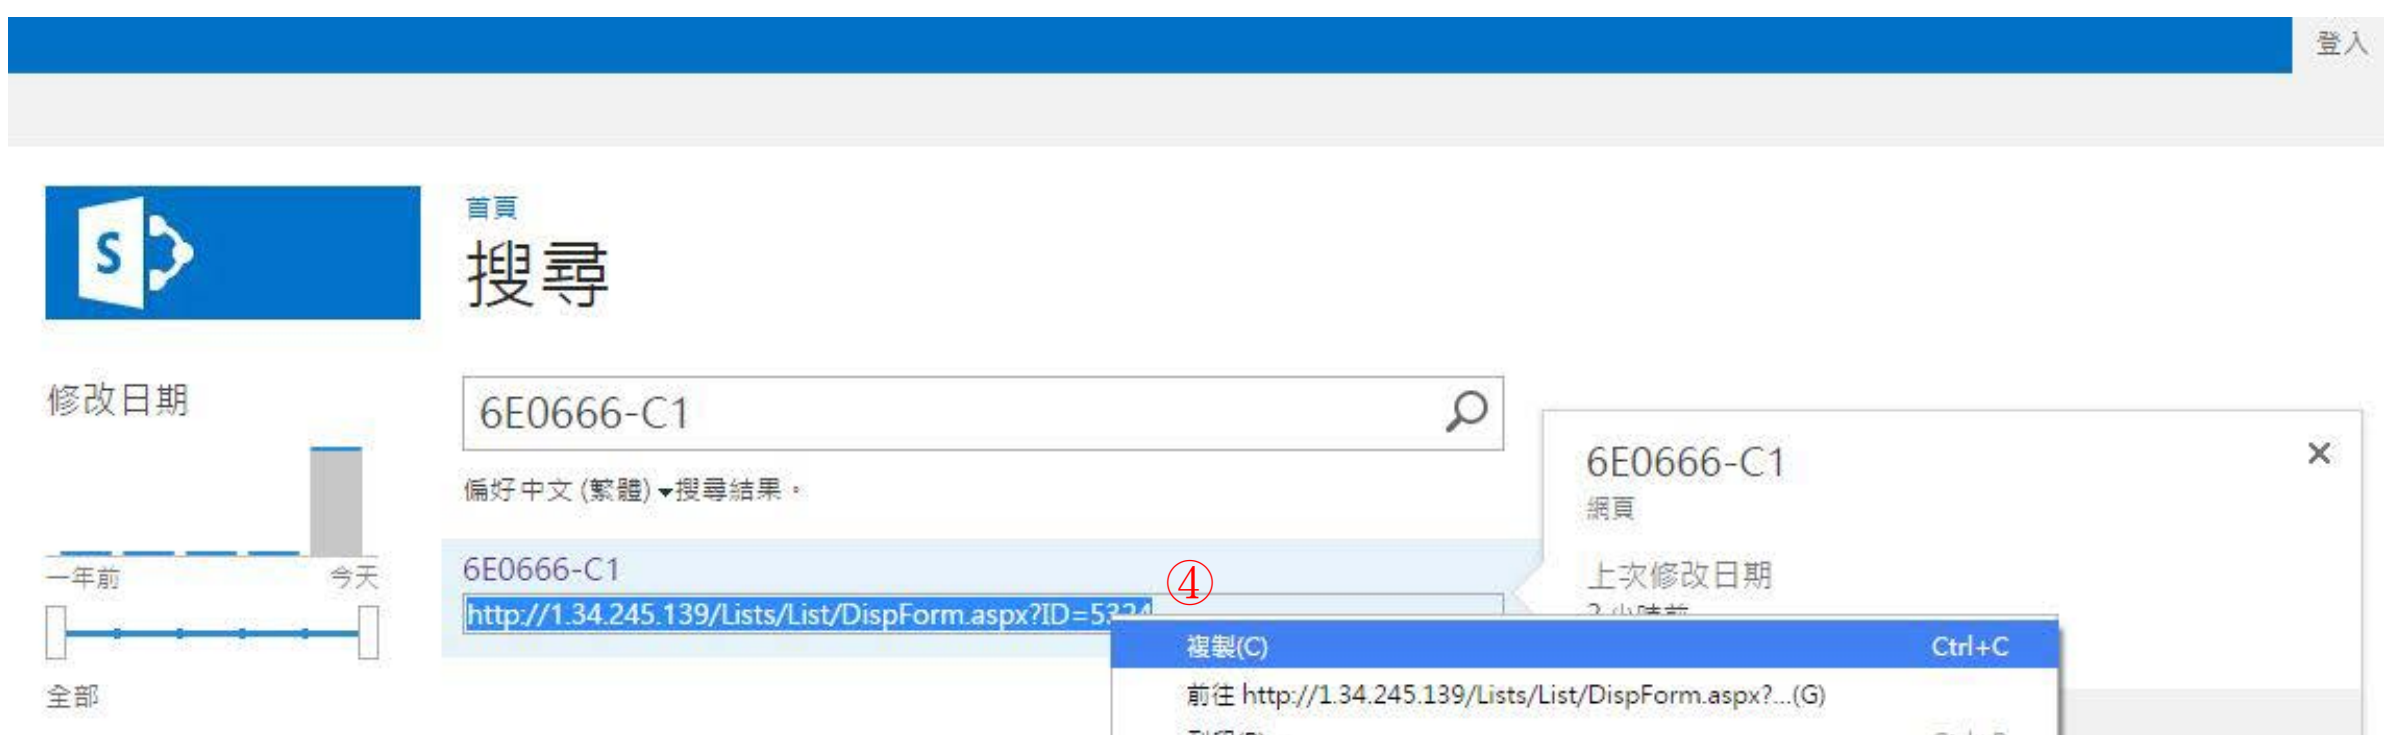 登入
S
首頁
搜尋
修改日期
一年前 今天
全部
6E0666-C1
偏好中文 (繁體) 搜尋結果。
6E0666-C1
④
http://1.34.245.139/Lists/List/DispForm.aspx?ID=5324
6E0666-C1
網頁
上次修改日期
複製(C) Ctrl+C
前往 http://1.34.245.139/Lists/List/DispForm.aspx?...(G)